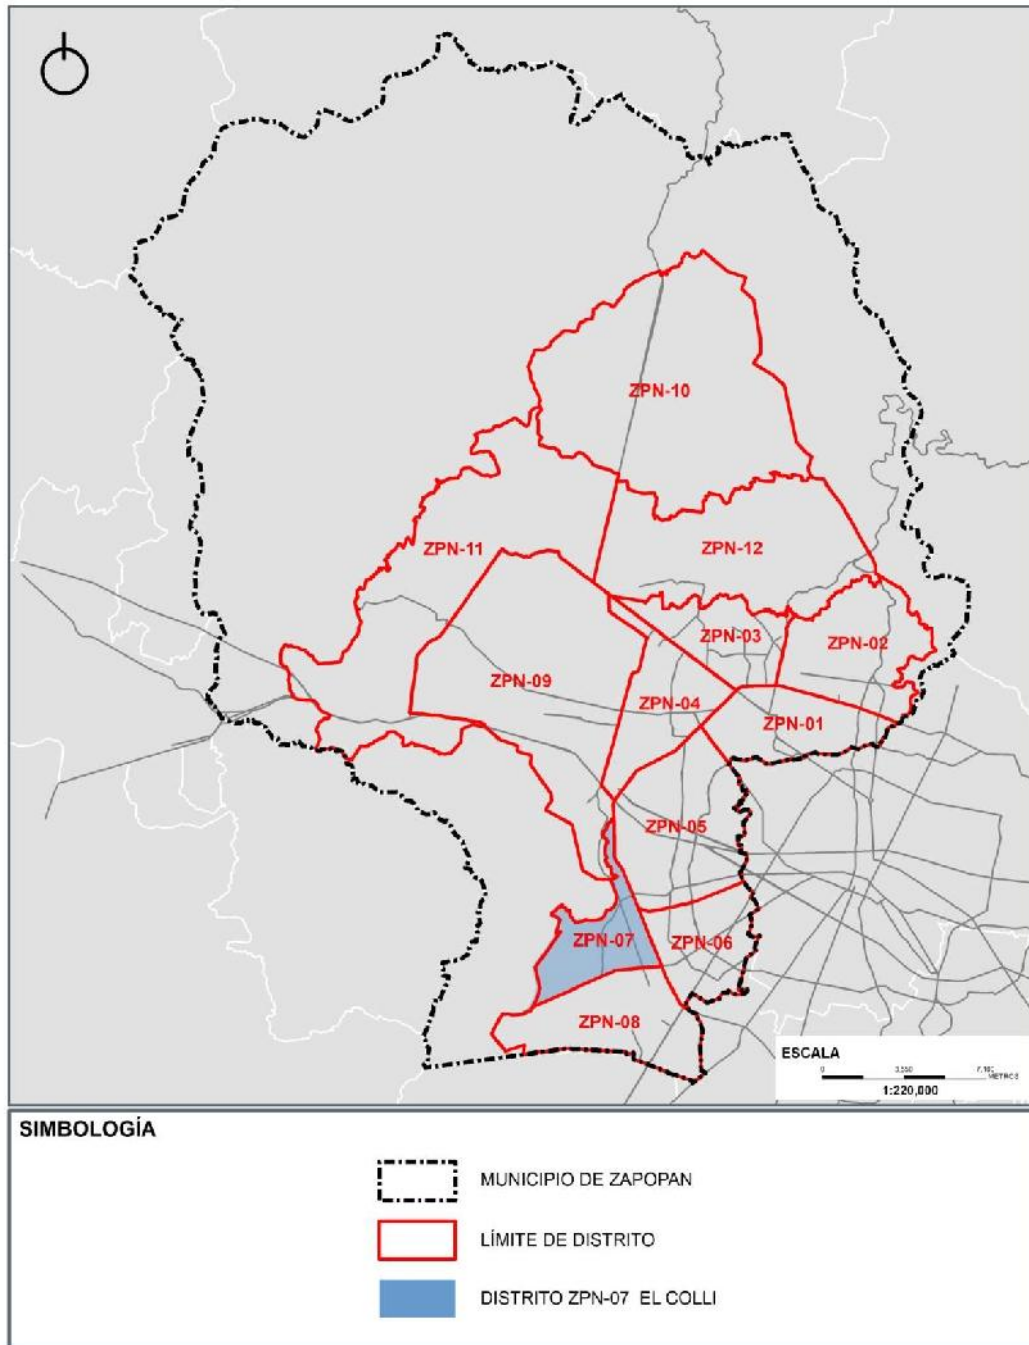 ZPN-10
ZPN-11
ZPN-12
ZPN-03
ZPN-02
ZPN-09
ZPN-04
ZPN-01
ZPN-05
ZPN-07
ZPN-06
ZPN-08
ESCALA
0
METROS
1:220,000
SIMBOLOGÍA
MUNICIPIO DE ZAPOPAN
LÍMITE DE DISTRITO
DISTRITO ZPN-07 EL COLLI